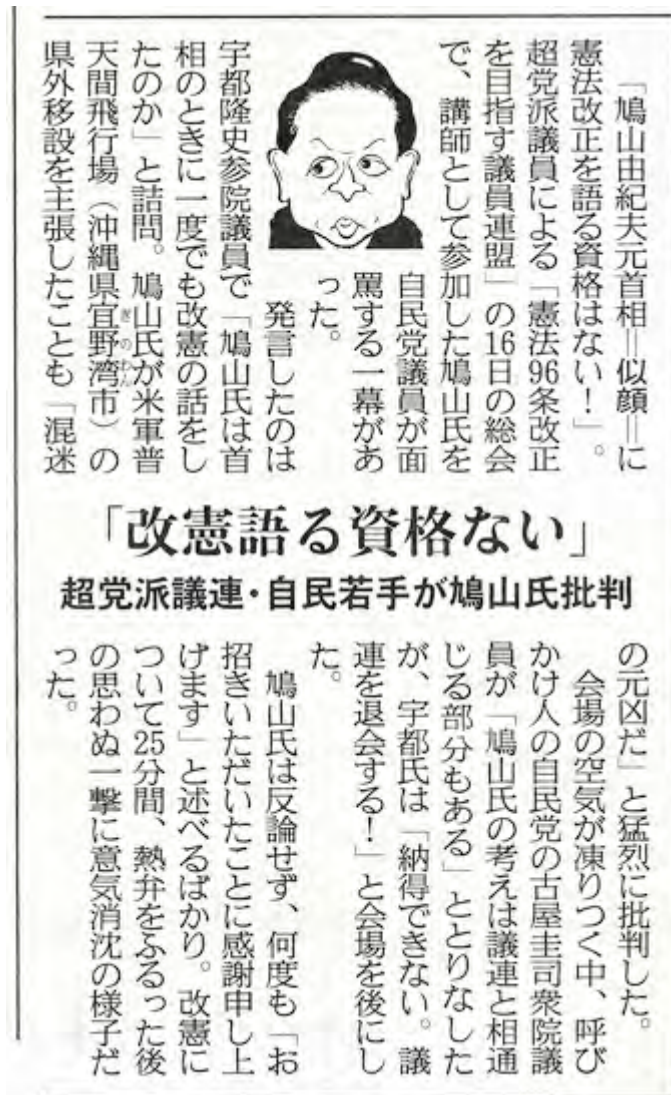 「鳩山由紀夫元首相＝似顔＝に
憲法改正を語る資格はない！」。
超党派議員による「憲法96条改正
を目指す議員連盟」の16日の総会
で、講師として参加した鳩山氏を
自民党議員が面
罵する一幕があ
った。
発言したのは
宇都隆史参院議員で「鳩山氏は首
相のときに一度でも改憲の話をし
たのか」と詰問。鳩山氏が米軍普
天間飛行場（沖縄県宜野湾市）の
ぎのわん
県外移設を主張したことも「混迷
「改憲語る資格ない」
超党派議連・自民若手が鳩山氏批判
の元凶だ」と猛烈に批判した。
会場の空気が凍りつく中、呼び
かけ人の自民党の古屋圭司衆院議
員が「鳩山氏の考えは議連と相通
じる部分もある」ととりなした
が、宇都氏は「納得できない。議
連を退会する！」と会場を後にし
た。
鳩山氏は反論せず、何度も「お
招きいただいたことに感謝申し上
げます」と述べるばかり。改憲に
ついて25分間、熱弁をふるった後
の思わぬ一撃に意気消沈の様子だ
った。